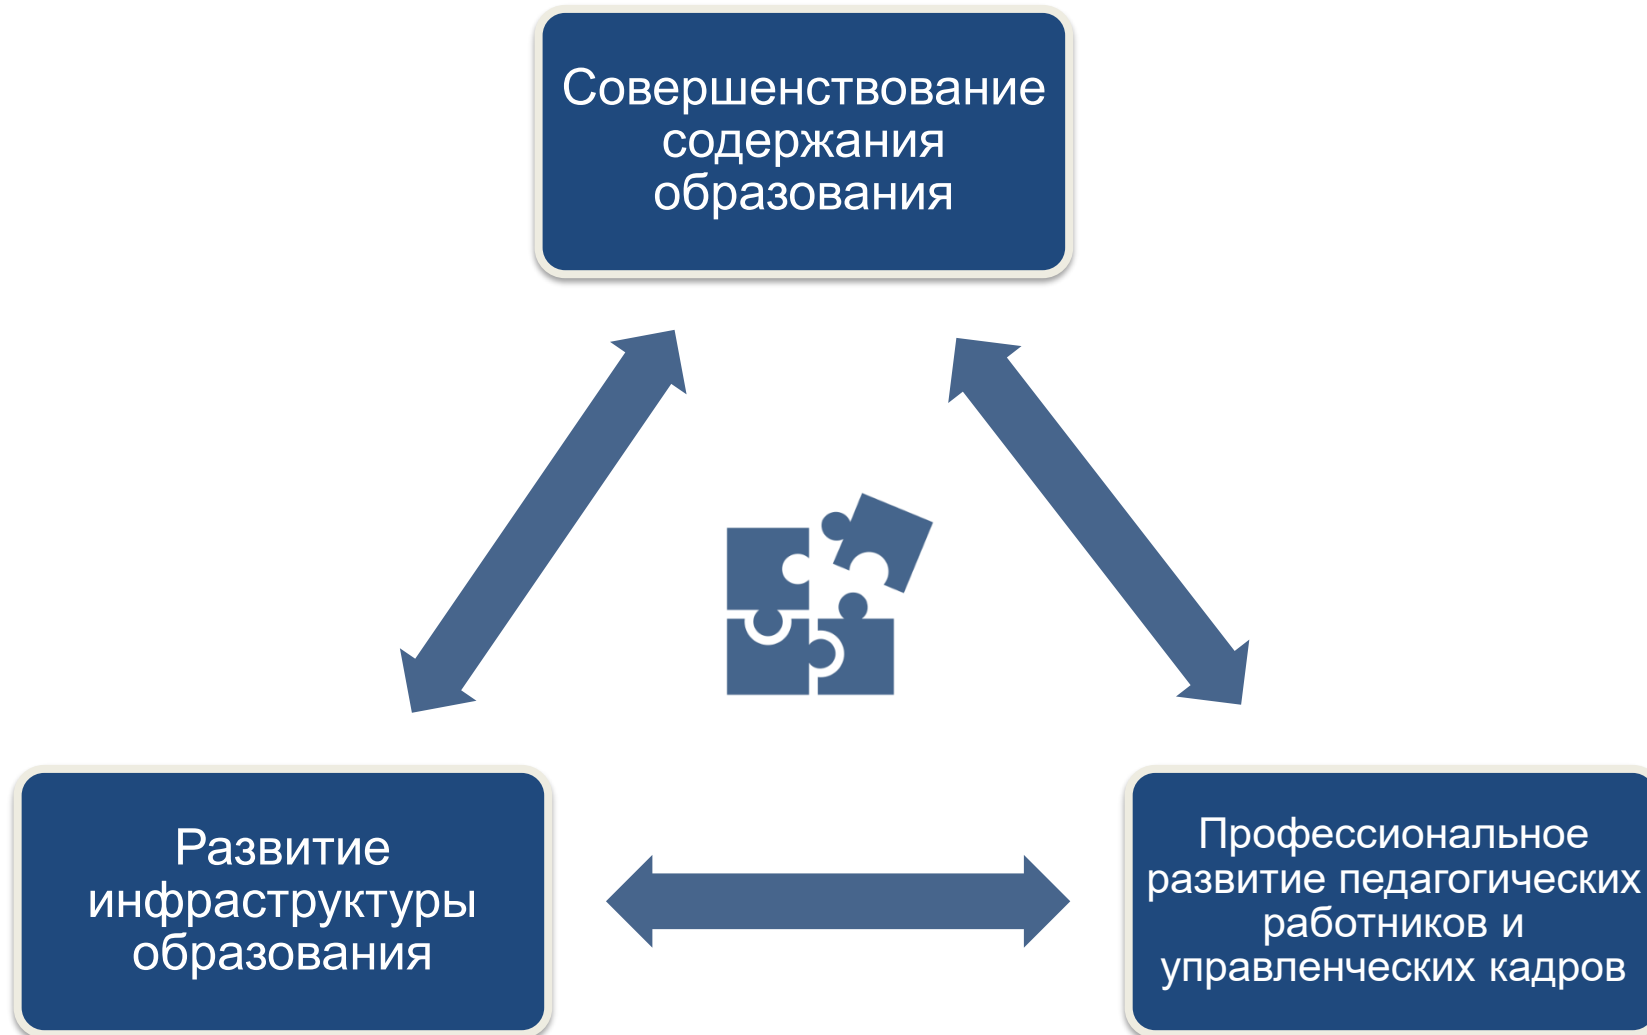 Совершенствование
содержания
образования
Развитие
инфраструктуры
образования
Профессиональное
развитие педагогических
работников и
управленческих кадров